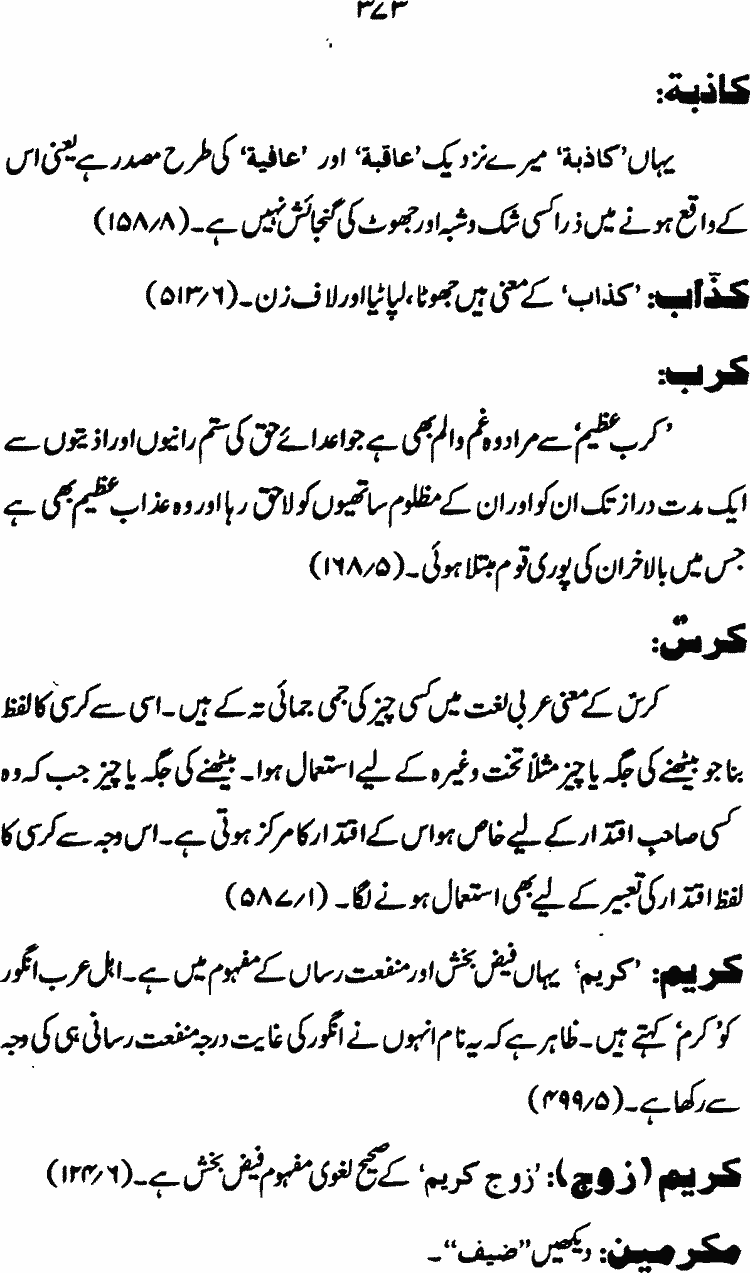 ۳۷۳
کاذبة:
یہاں ’کاذبة‘ میرے نزدیک ’عاقبة‘ اور ’عافیة‘ کی طرح مصدر ہے یعنی اس
کے واقع ہونے میں ذرا کسی شک وشبہ اور جھوٹ کی گنجائش نہیں ہے۔(۱۵۸/۸)
کذّاب: ’کذاب‘ کے معنی ہیں جھوٹا، لپاٹیا اور لاف زن۔(۵۱۳/۶)
کرب:
’کرب عظیم‘ سے مراد وہ غم والم بھی ہے جو اعدائے حق کی ستم رانیوں اور اذیتوں سے
ایک مدت دراز تک ان کو اور ان کے مظلوم ساتھیوں کو لاحق رہا اور وہ عذاب عظیم بھی ہے
جس میں بالاخر ان کی پوری قوم مبتلا ہوئی۔(۱۶۸/۵)
کرسؓ:
کرسؓ کے معنی عربی لغت میں کسی چیز کی جمی جمائی تہ کے ہیں۔اسی سے کرسی کا لفظ
بنا جو بیٹھنے کی جگہ یا چیز مثلاً تخت وغیرہ کے لیے استعمال ہوا۔ بیٹھنے کی جگہ یا چیز جب کہ وہ
کسی صاحبِ اقتدار کے لیے خاص ہو اس کے اقتدار کا مرکز ہوتی ہے۔اس وجہ سے کرسی کا
لفظ اقتدار کی تعبیر کے لیے بھی استعمال ہونے لگا۔ (۵۸۷/۱)
کریم: ’کریم‘ یہاں فیض بخش اور منفعت رساں کے مفہوم میں ہے۔اہل عرب انگور
کو ’کرم‘ کہتے ہیں۔ظاہر ہے کہ یہ نام انہوں نے انگور کی غایت درجہ منفعت رسانی ہی کی وجہ
سے رکھا ہے۔(۴۹۹/۵)
کریم (زوج): ’زوج کریم‘ کے صحیح لغوی مفہوم فیض بخش ہے۔(۱۲۴/۶)
مکرمین: دیکھیں ”ضیف“۔